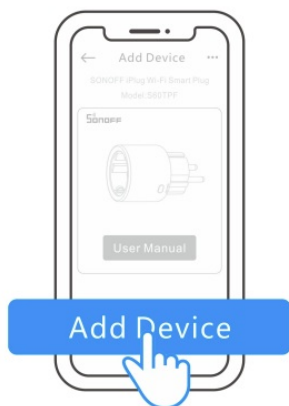 Add Device
SONOFF iPlug Wi-Fi Smart Plug
Model:S60TPF
SONOFF
User Manual
Add Device